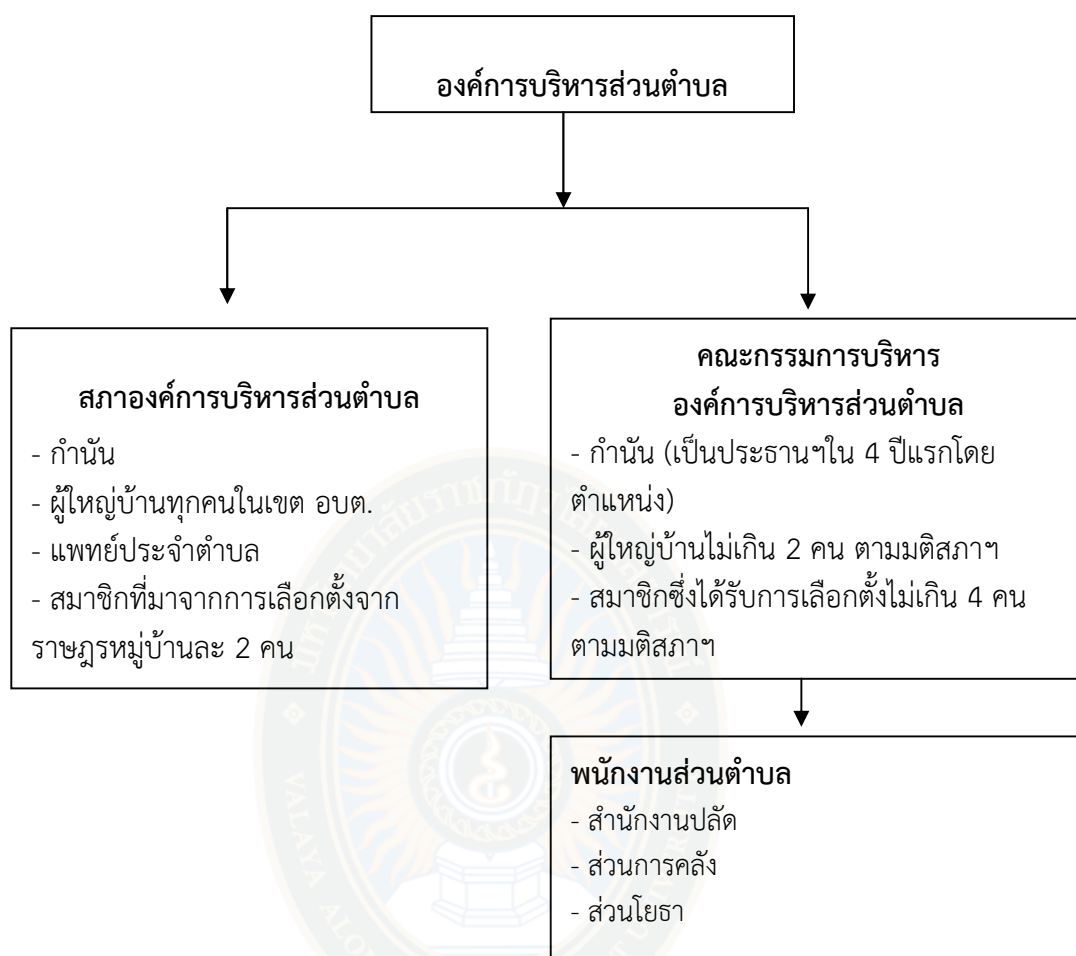 องค์การบริหารส่วนตำบล
สภาองค์การบริหารส่วนตำบล
- กำนัน
- ผู้ใหญ่บ้านทุกคนในเขต อบต.
- แพทย์ประจำตำบล
- สมาชิกที่มาจากการเลือกตั้งจาก
ราษฎรหมู่บ้านละ 2 คน
คณะกรรมการบริหาร
องค์การบริหารส่วนตำบล
- กำนัน (เป็นประธานฯใน 4 ปีแรกโดย
ตำแหน่ง)
- ผู้ใหญ่บ้านไม่เกิน 2 คน ตามมติสภาฯ
- สมาชิกซึ่งได้รับการเลือกตั้งไม่เกิน 4 คน
ตามมติสภาฯ
พนักงานส่วนตำบล
- สำนักงานปลัด
- ส่วนการคลัง
- ส่วนโยธา
VALAYA